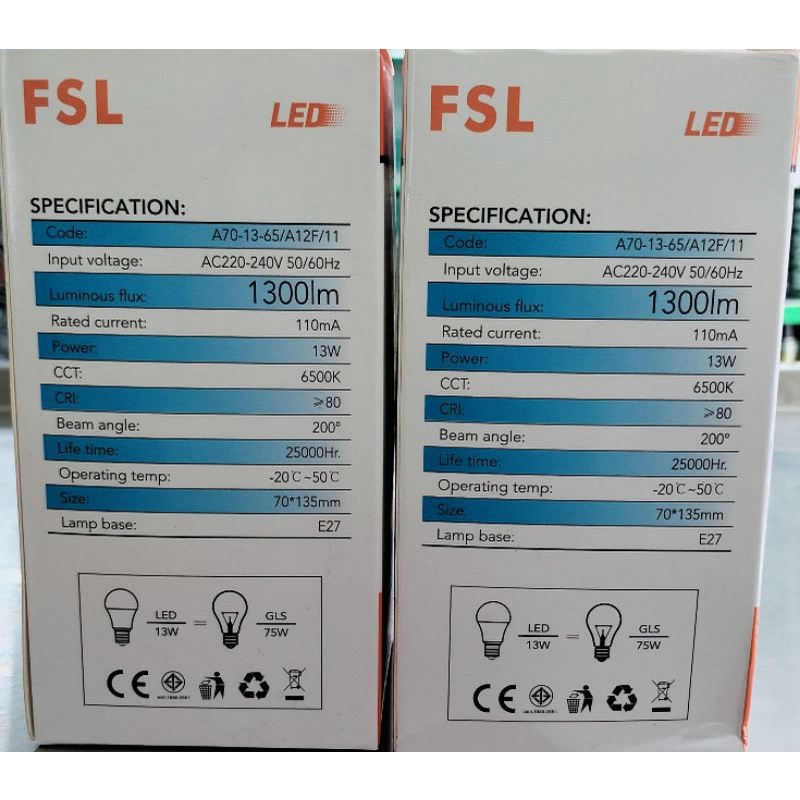 FSL
LED
SPECIFICATION:
Code: A70-13-65/A12F/11
Input voltage: AC220-240V 50/60Hz
Luminous flux: 1300lm
Rated current: 110mA
Power: 13W
CCT: 6500K
CRI: ≥80
Beam angle: 200°
Life time: 25000Hr.
Operating temp: -20℃~50℃
Size: 70*135mm
Lamp base: E27
LED
13W
=
GLS
75W
CE
FSL
LED
SPECIFICATION:
Code: A70-13-65/A12F/11
Input voltage: AC220-240V 50/60Hz
Luminous flux: 1300lm
Rated current: 110mA
Power: 13W
CCT: 6500K
CRI: ≥80
Beam angle: 200°
Life time: 25000Hr.
Operating temp: -20℃~50℃
Size: 70*135mm
Lamp base: E27
LED
13W
=
GLS
75W
CE